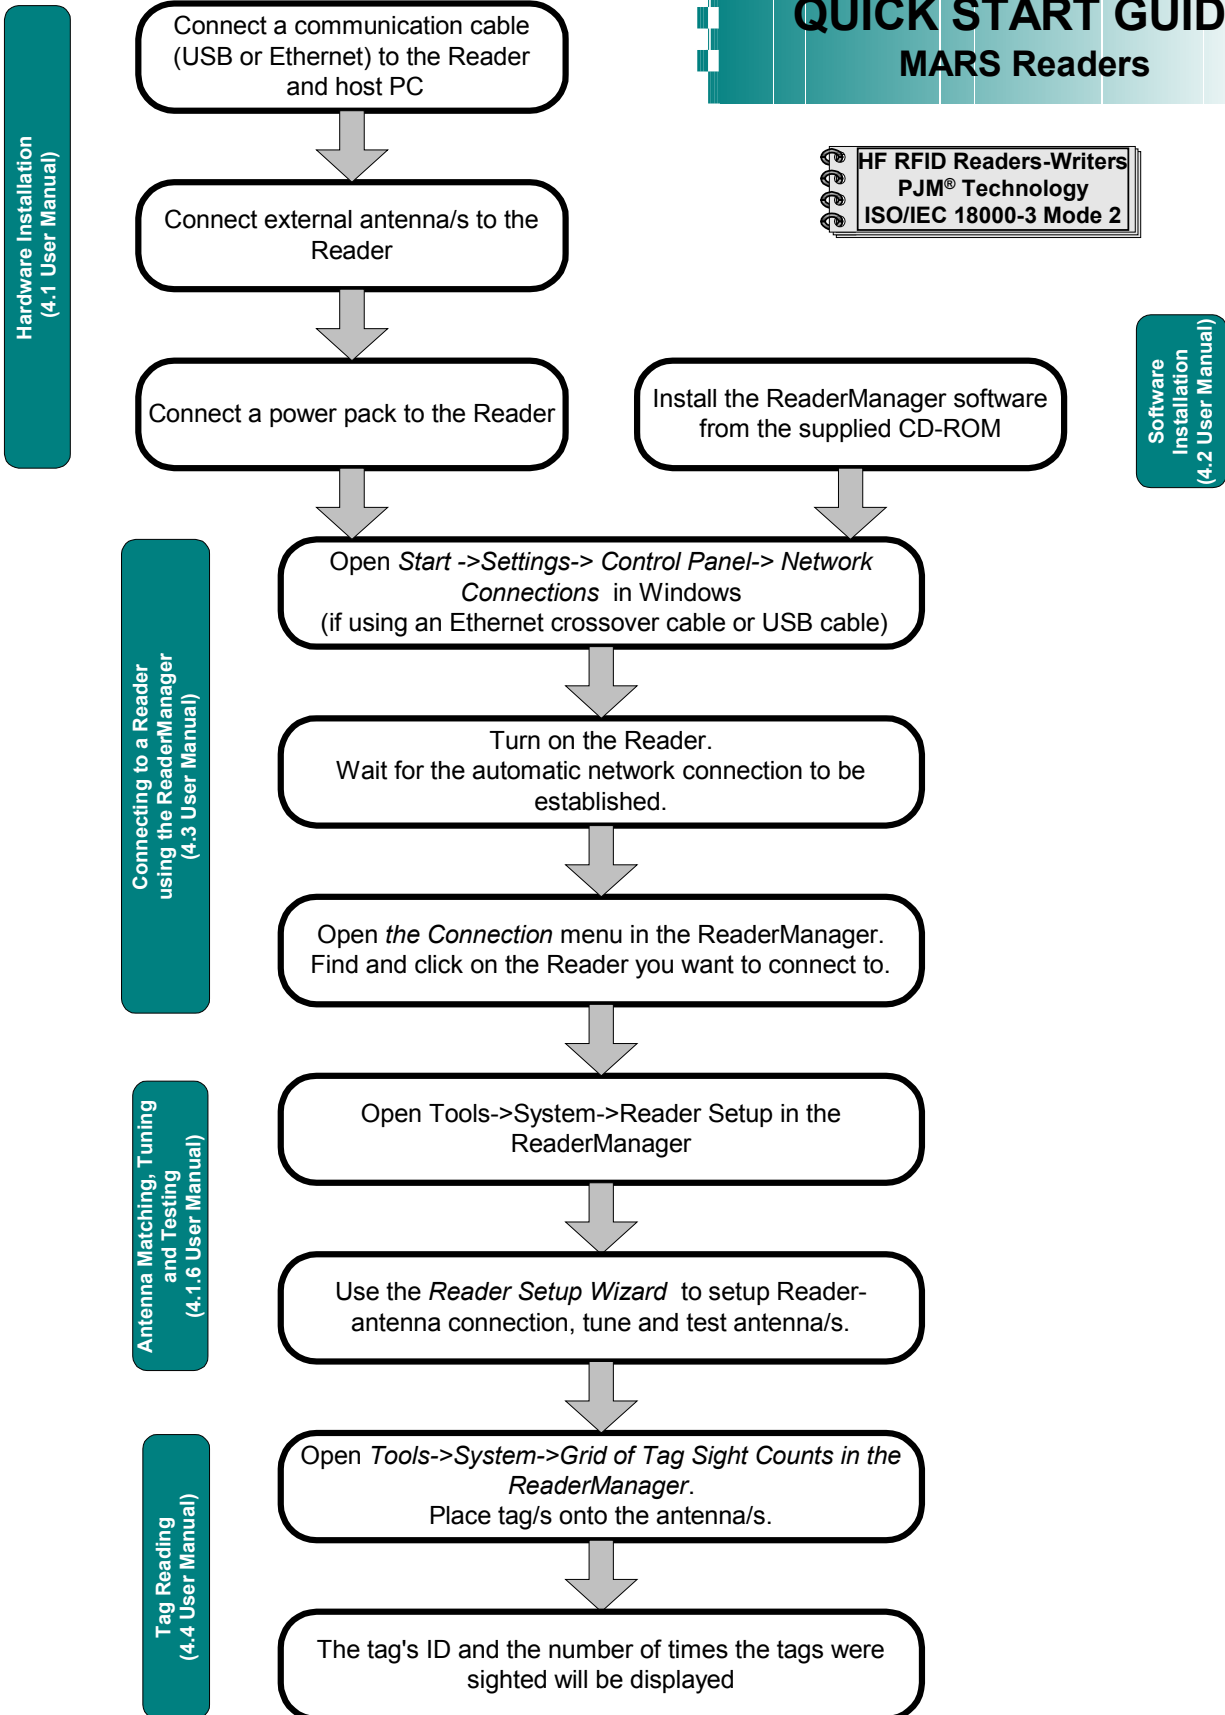 QUICK START GUID
MARS Readers
HF RFID Readers-Writers
PJM® Technology
ISO/IEC 18000-3 Mode 2
Hardware Installation
(4.1 User Manual)
Connect a communication cable
(USB or Ethernet) to the Reader
and host PC
Connect external antenna/s to the
Reader
Connect a power pack to the Reader
Install the ReaderManager software
from the supplied CD-ROM
Software
Installation
(4.2 User Manual)
Connecting to a Reader
using the ReaderManager
(4.3 User Manual)
Open Start ->Settings-> Control Panel-> Network
Connections in Windows
(if using an Ethernet crossover cable or USB cable)
Turn on the Reader.
Wait for the automatic network connection to be
established.
Open the Connection menu in the ReaderManager.
Find and click on the Reader you want to connect to.
Antenna Matching, Tuning
and Testing
(4.1.6 User Manual)
Open Tools->System->Reader Setup in the
ReaderManager
Use the Reader Setup Wizard to setup Reader-
antenna connection, tune and test antenna/s.
Tag Reading
(4.4 User Manual)
Open Tools->System->Grid of Tag Sight Counts in the
ReaderManager.
Place tag/s onto the antenna/s.
The tag's ID and the number of times the tags were
sighted will be displayed